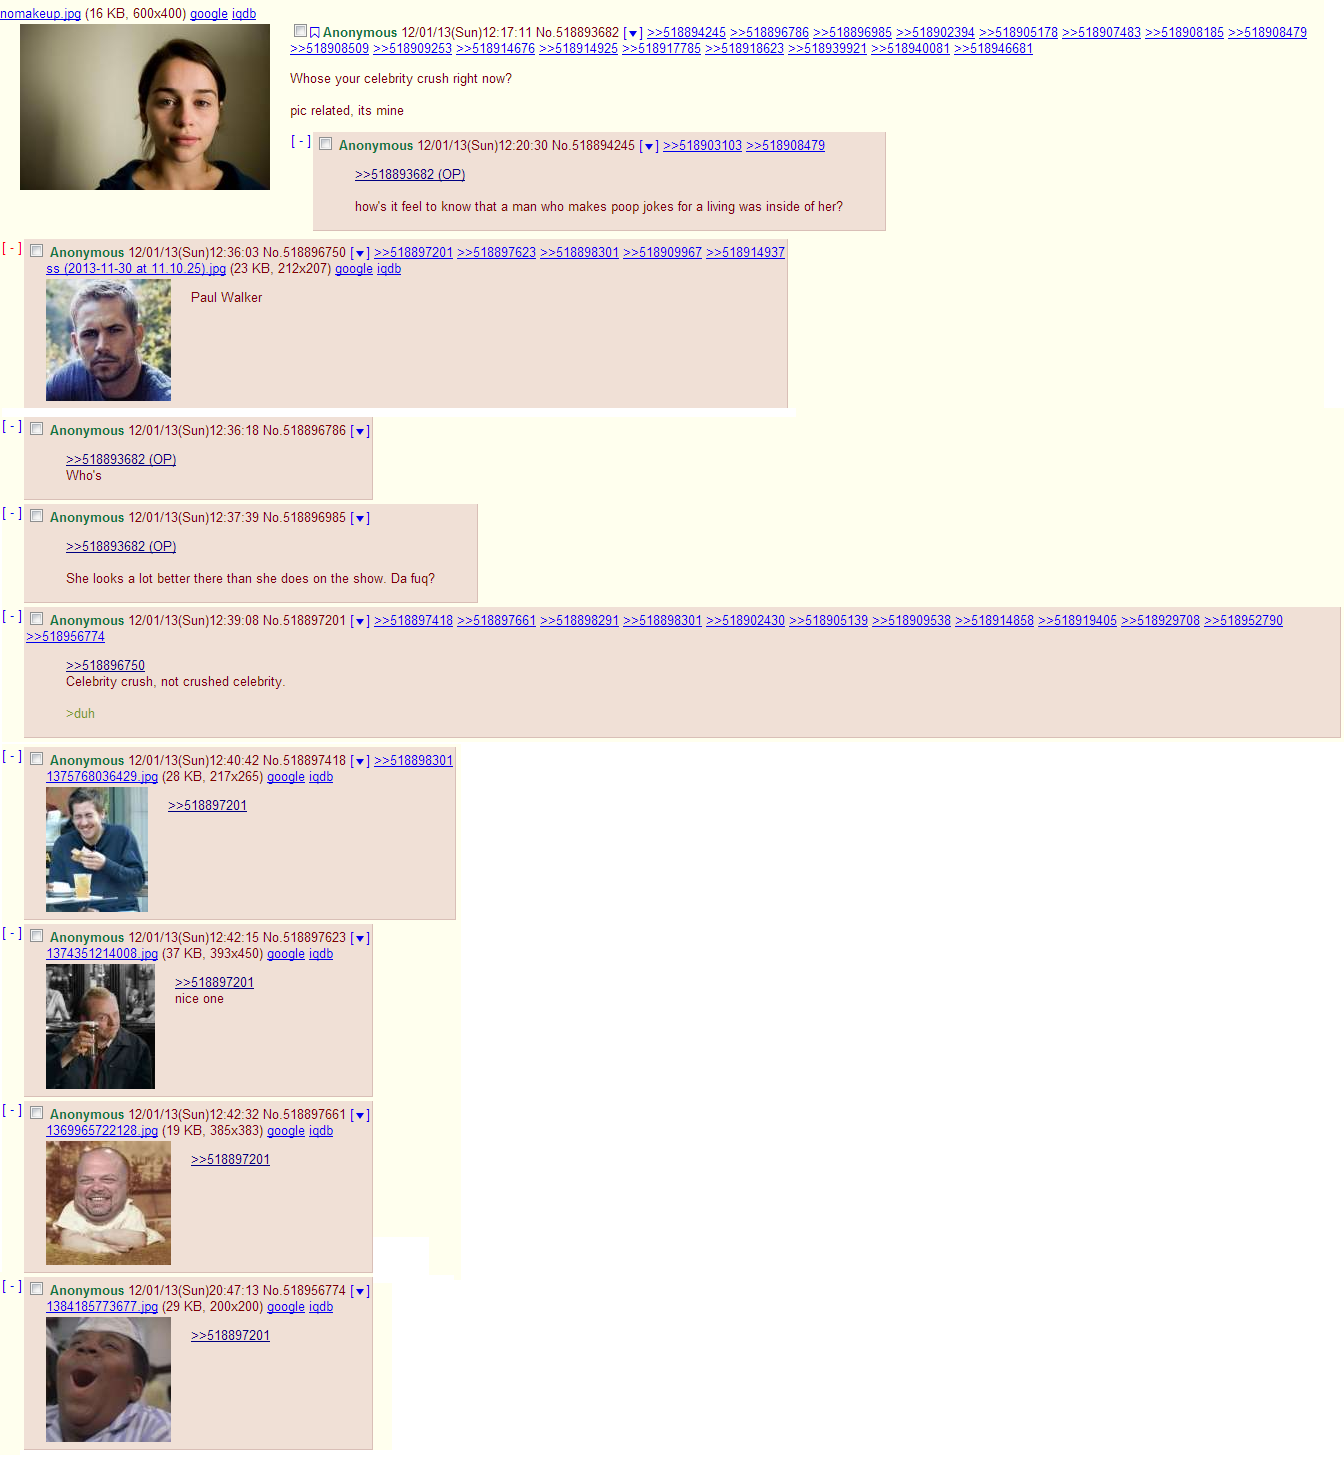 nomakeup.jpg (16 KB, 600x400) google iqdb
Anonymous 12/01/13(Sun)12:17:11 No.518893682 [▼] >>518894245 >>518896786 >>518896985 >>518902394 >>518905178 >>518907483 >>518908185 >>518908479
>>518908509 >>518909253 >>518914676 >>518914925 >>518917785 >>518918623 >>518939921 >>518940081 >>518946681
Whose your celebrity crush right now?
pic related, its mine
[ - ] Anonymous 12/01/13(Sun)12:20:30 No.518894245 [▼] >>518903103 >>518908479
>>518893682 (OP)
how's it feel to know that a man who makes poop jokes for a living was inside of her?
[ - ] Anonymous 12/01/13(Sun)12:36:03 No.518896750 [▼] >>518897201 >>518897623 >>518898301 >>518909967 >>518914937
ss (2013-11-30 at 11.10.25).jpg (23 KB, 212x207) google iqdb
Paul Walker
[ - ] Anonymous 12/01/13(Sun)12:36:18 No.518896786 [▼]
>>518893682 (OP)
Who's
[ - ] Anonymous 12/01/13(Sun)12:37:39 No.518896985 [▼]
>>518893682 (OP)
She looks a lot better there than she does on the show. Da fuq?
[ - ] Anonymous 12/01/13(Sun)12:39:08 No.518897201 [▼] >>518897418 >>518897661 >>518898291 >>518898301 >>518902430 >>518905139 >>518909538 >>518914858 >>518919405 >>518929708 >>518952790
>>518956774
>>518896750
Celebrity crush, not crushed celebrity.
>duh
[ - ] Anonymous 12/01/13(Sun)12:40:42 No.518897418 [▼] >>518898301
1375768036429.jpg (28 KB, 217x265) google iqdb
>>518897201
[ - ] Anonymous 12/01/13(Sun)12:42:15 No.518897623 [▼]
1374351214008.jpg (37 KB, 393x450) google iqdb
>>518897201
nice one
[ - ] Anonymous 12/01/13(Sun)12:42:32 No.518897661 [▼]
1369965722128.jpg (19 KB, 385x383) google iqdb
>>518897201
[ - ] Anonymous 12/01/13(Sun)20:47:13 No.518956774 [▼]
1384185773677.jpg (29 KB, 200x200) google iqdb
>>518897201